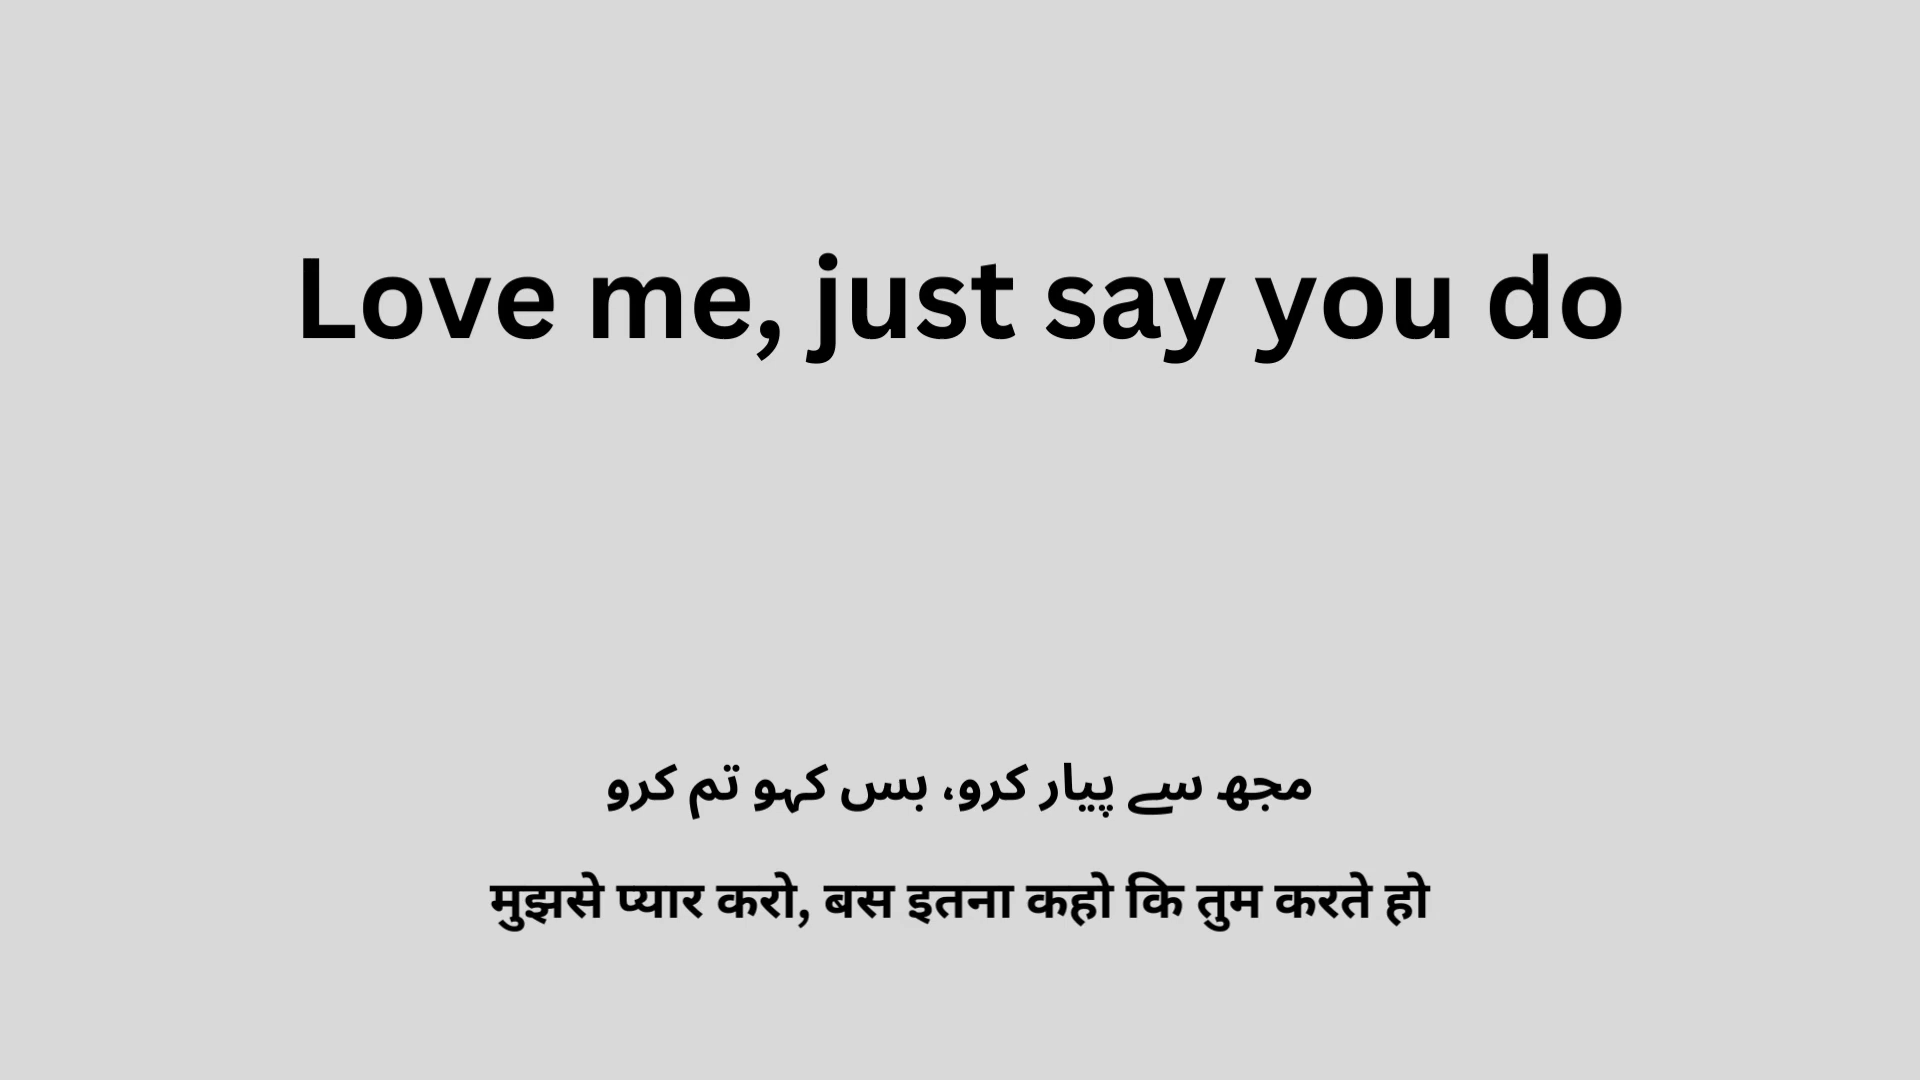 Love me, just say you do
مجھ سے پیار کرو، بس کہو تم کرو
मुझसे प्यार करो, बस इतना कहो कि तुम करते हो